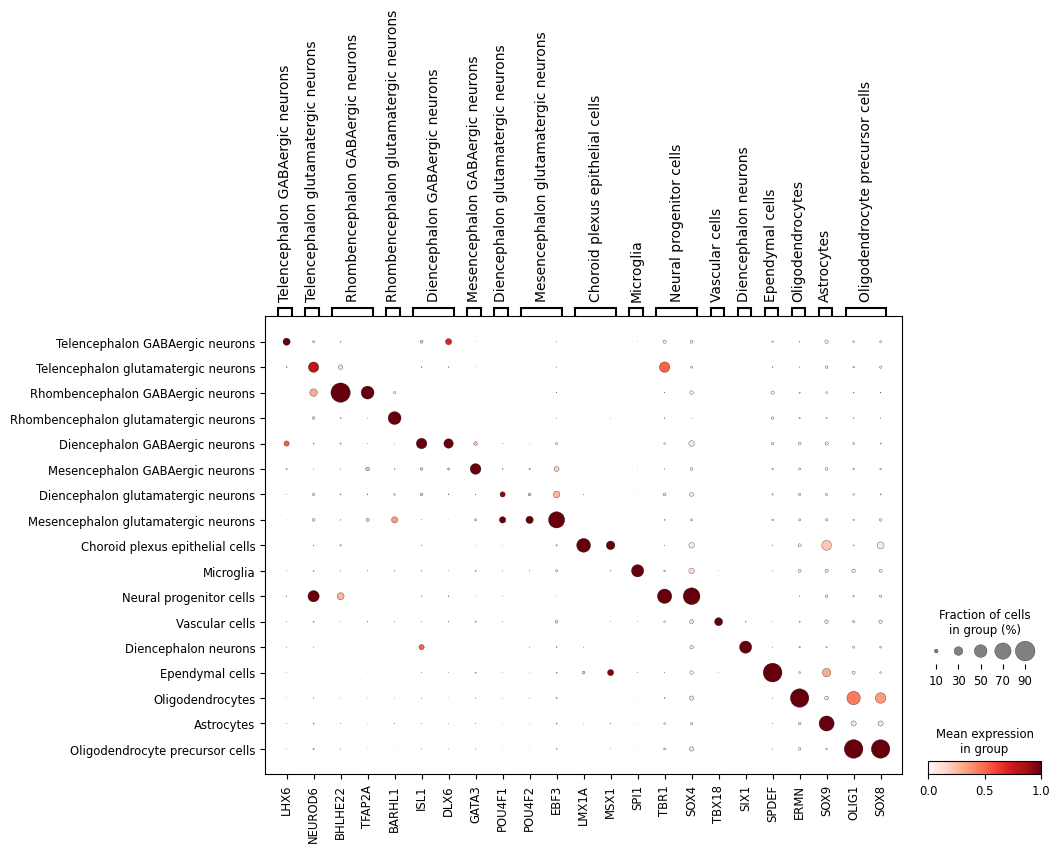 Telencephalon GABAergic neurons
Telencephalon glutamatergic neurons
Rhombencephalon GABAergic neurons
Rhombencephalon glutamatergic neurons
Diencephalon GABAergic neurons
Mesencephalon GABAergic neurons
Diencephalon glutamatergic neurons
Mesencephalon glutamatergic neurons
Choroid plexus epithelial cells
Microglia
Neural progenitor cells
Vascular cells
Diencephalon neurons
Ependymal cells
Oligodendrocytes
Astrocytes
Oligodendrocyte precursor cells
Telencephalon GABAergic neurons
Telencephalon glutamatergic neurons
Rhombencephalon GABAergic neurons
Rhombencephalon glutamatergic neurons
Diencephalon GABAergic neurons
Mesencephalon GABAergic neurons
Diencephalon glutamatergic neurons
Mesencephalon glutamatergic neurons
Choroid plexus epithelial cells
Microglia
Neural progenitor cells
Vascular cells
Diencephalon neurons
Ependymal cells
Oligodendrocytes
Astrocytes
Oligodendrocyte precursor cells
LHX6
NEUROD6
BHLHE22
TFAP2A
BARHL1
ISL1
DLX6
GATA3
POU4F1
POU4F2
EBF3
LMX1A
MSX1
SPI1
TBR1
SOX4
TBX18
SIX1
SPDEF
ERMN
SOX9
OLIG1
SOX8
Fraction of cells
in group (%)
10 30 50 70 90
Mean expression
in group
0.0 0.5 1.0